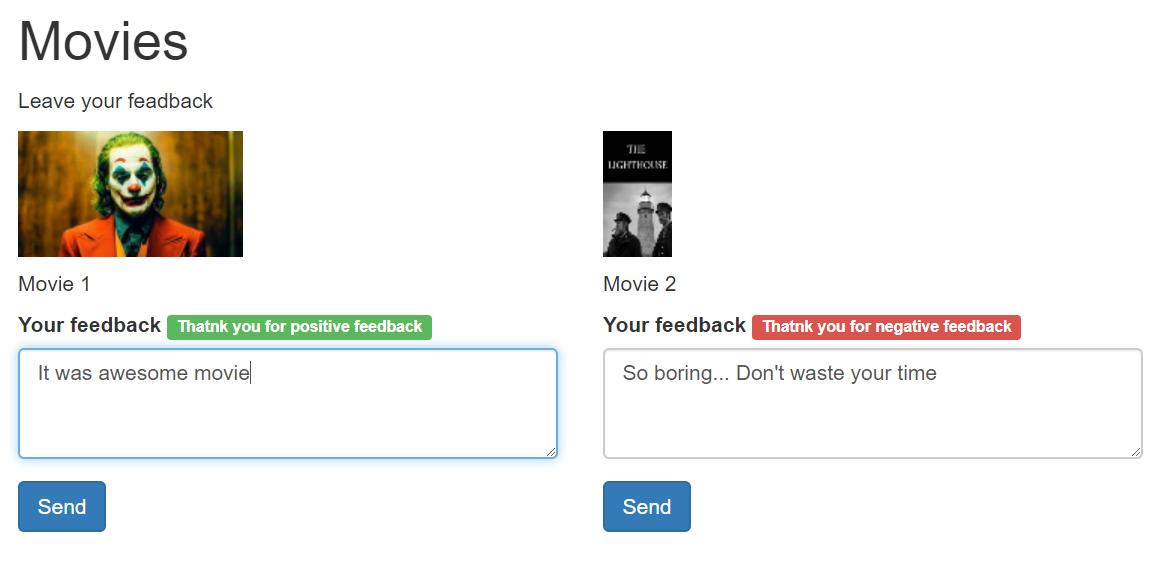 Movies
Leave your feadback
THE
LIGHTHOUSE
Movie 1
Movie 2
Your feedback Thatnk you for positive feedback
Your feedback Thatnk you for negative feedback
It was awesome movie
So boring... Don't waste your time
Send
Send